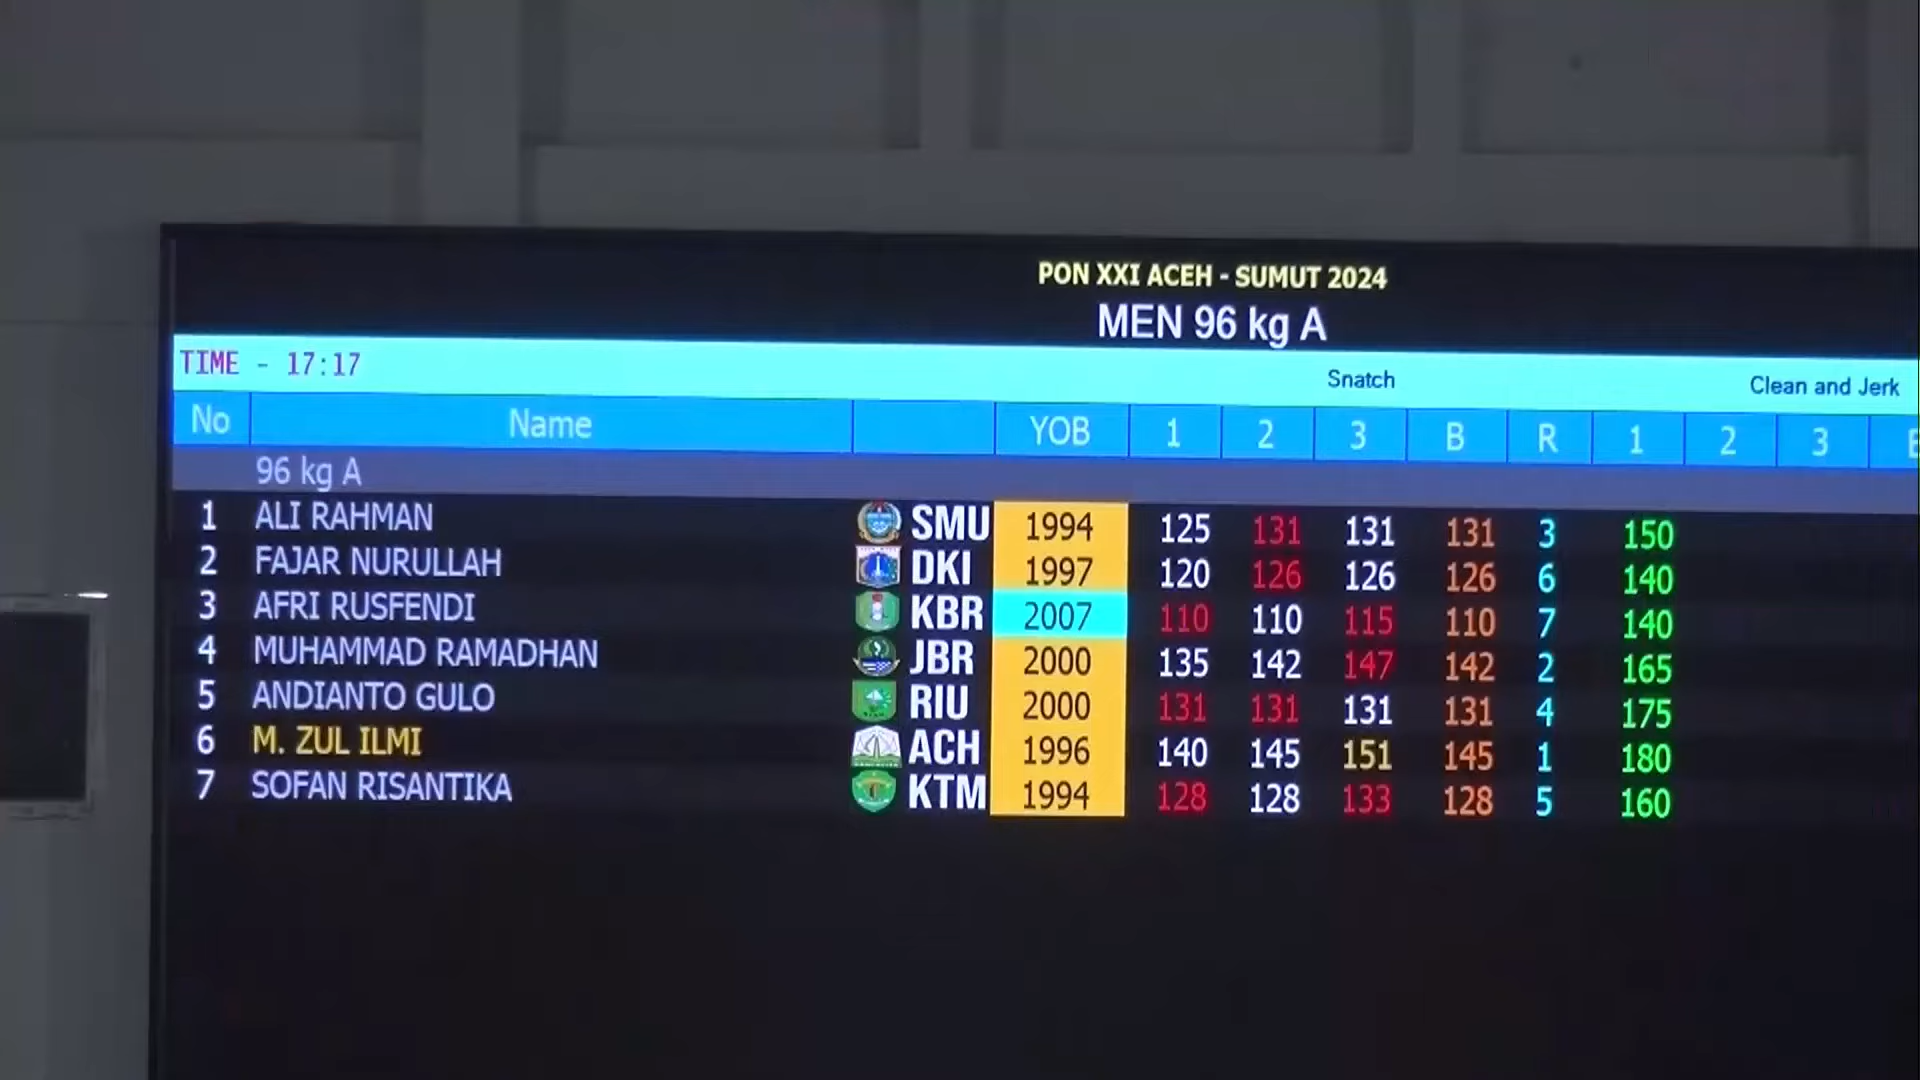 PON XXI ACEH - SUMUT 2024
MEN 96 kg A
TIME - 17:17 Snatch Clean and Jerk
No Name YOB 1 2 3 B R 1 2 3
96 kg A
1 ALI RAHMAN SMU 1994 125 131 131 131 3 150
2 FAJAR NURULLAH DKI 1997 120 126 126 126 6 140
3 AFRI RUSFENDI KBR 2007 110 110 115 110 7 140
4 MUHAMMAD RAMADHAN JBR 2000 135 142 147 142 2 165
5 ANDIANTO GULO RIU 2000 131 131 131 131 4 175
6 M. ZUL ILMI ACH 1996 140 145 151 145 1 180
7 SOFAN RISANTIKA KTM 1994 128 128 133 128 5 160